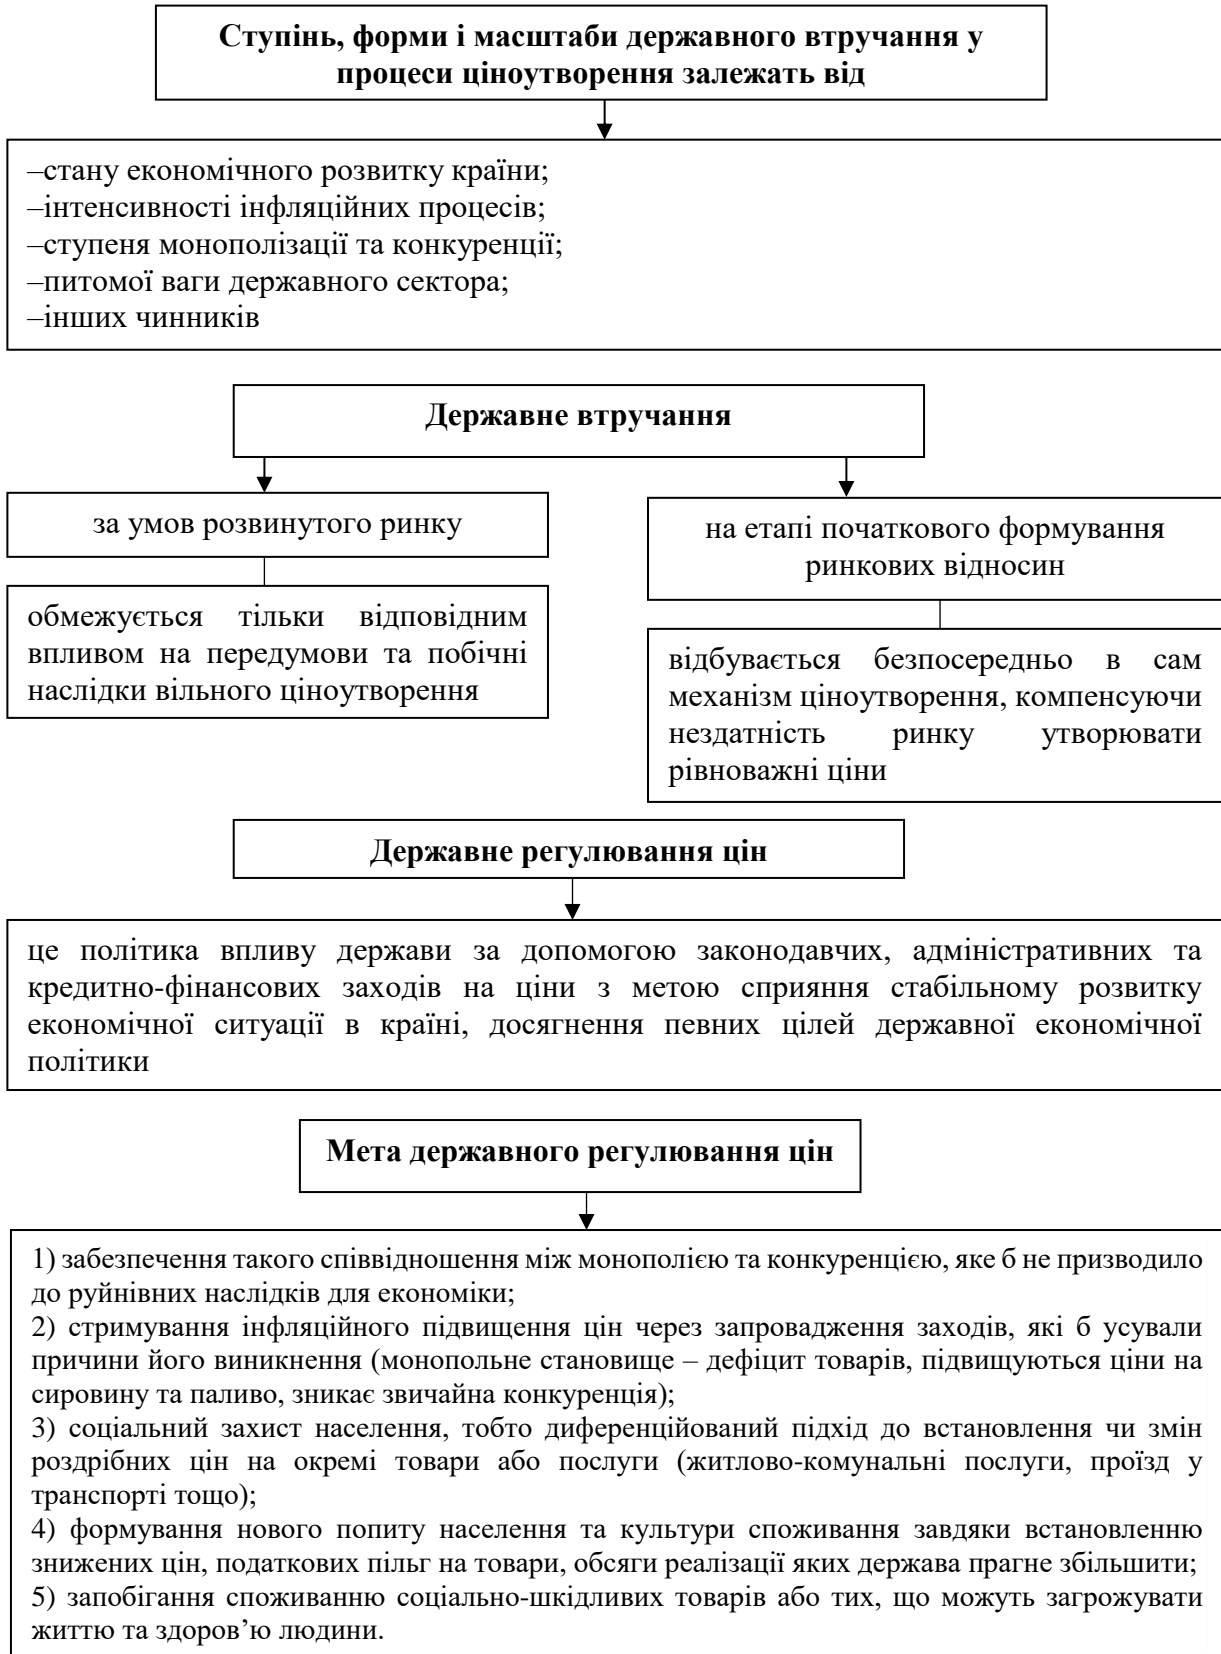 Ступінь, форми і масштаби державного втручання у
процеси ціноутворення залежать від
–стану економічного розвитку країни;
–інтенсивності інфляційних процесів;
–ступеня монополізації та конкуренції;
–питомої ваги державного сектора;
–інших чинників
Державне втручання
за умов розвинутого ринку
обмежується тільки відповідним
впливом на передумови та побічні
наслідки вільного ціноутворення
на етапі початкового формування
ринкових відносин
відбувається безпосередньо в сам
механізм ціноутворення, компенсуючи
нездатність ринку утворювати
рівноважні ціни
Державне регулювання цін
це політика впливу держави за допомогою законодавчих, адміністративних та
кредитно-фінансових заходів на ціни з метою сприяння стабільному розвитку
економічної ситуації в країні, досягнення певних цілей державної економічної
політики
Мета державного регулювання цін
1) забезпечення такого співвідношення між монополією та конкуренцією, яке б не призводило
до руйнівних наслідків для економіки;
2) стримування інфляційного підвищення цін через запровадження заходів, які б усували
причини його виникнення (монопольне становище – дефіцит товарів, підвищуються ціни на
сировину та паливо, зникає звичайна конкуренція);
3) соціальний захист населення, тобто диференційований підхід до встановлення чи змін
роздрібних цін на окремі товари або послуги (житлово-комунальні послуги, проїзд у
транспорті тощо);
4) формування нового попиту населення та культури споживання завдяки встановленню
знижених цін, податкових пільг на товари, обсяги реалізації яких держава прагне збільшити;
5) запобігання споживанню соціально-шкідливих товарів або тих, що можуть загрожувати
життю та здоров’ю людини.